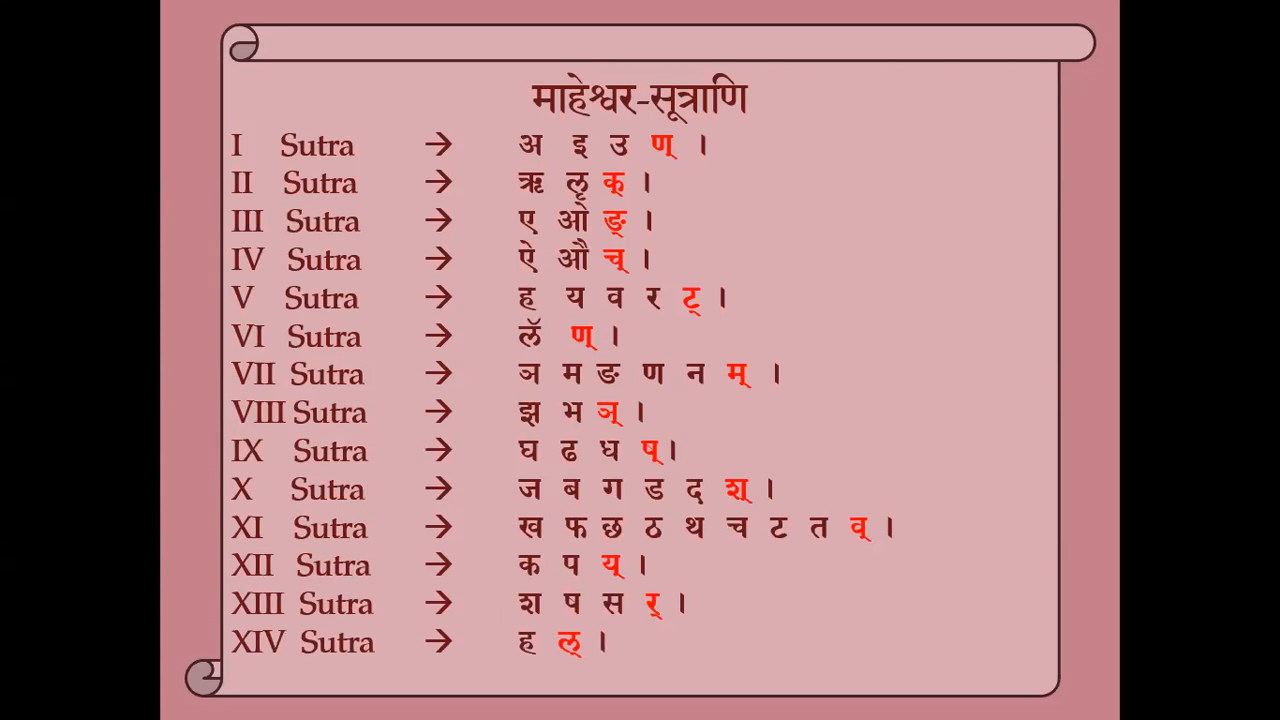 माहेश्वर-सूत्राणि
I Sutra → अ इ उ ण् ।
II Sutra → ऋ लृ क् ।
III Sutra → ए ओ ङ् ।
IV Sutra → ऐ औ च् ।
V Sutra → ह य व र ट् ।
VI Sutra → लॅ ण् ।
VII Sutra → ञ म ङ ण न म् ।
VIII Sutra → झ भ ञ् ।
IX Sutra → घ ढ ध ष् ।
X Sutra → ज ब ग ड द श् ।
XI Sutra → ख फ छ ठ थ च ट त व् ।
XII Sutra → क प य् ।
XIII Sutra → श ष स र् ।
XIV Sutra → ह ल् ।